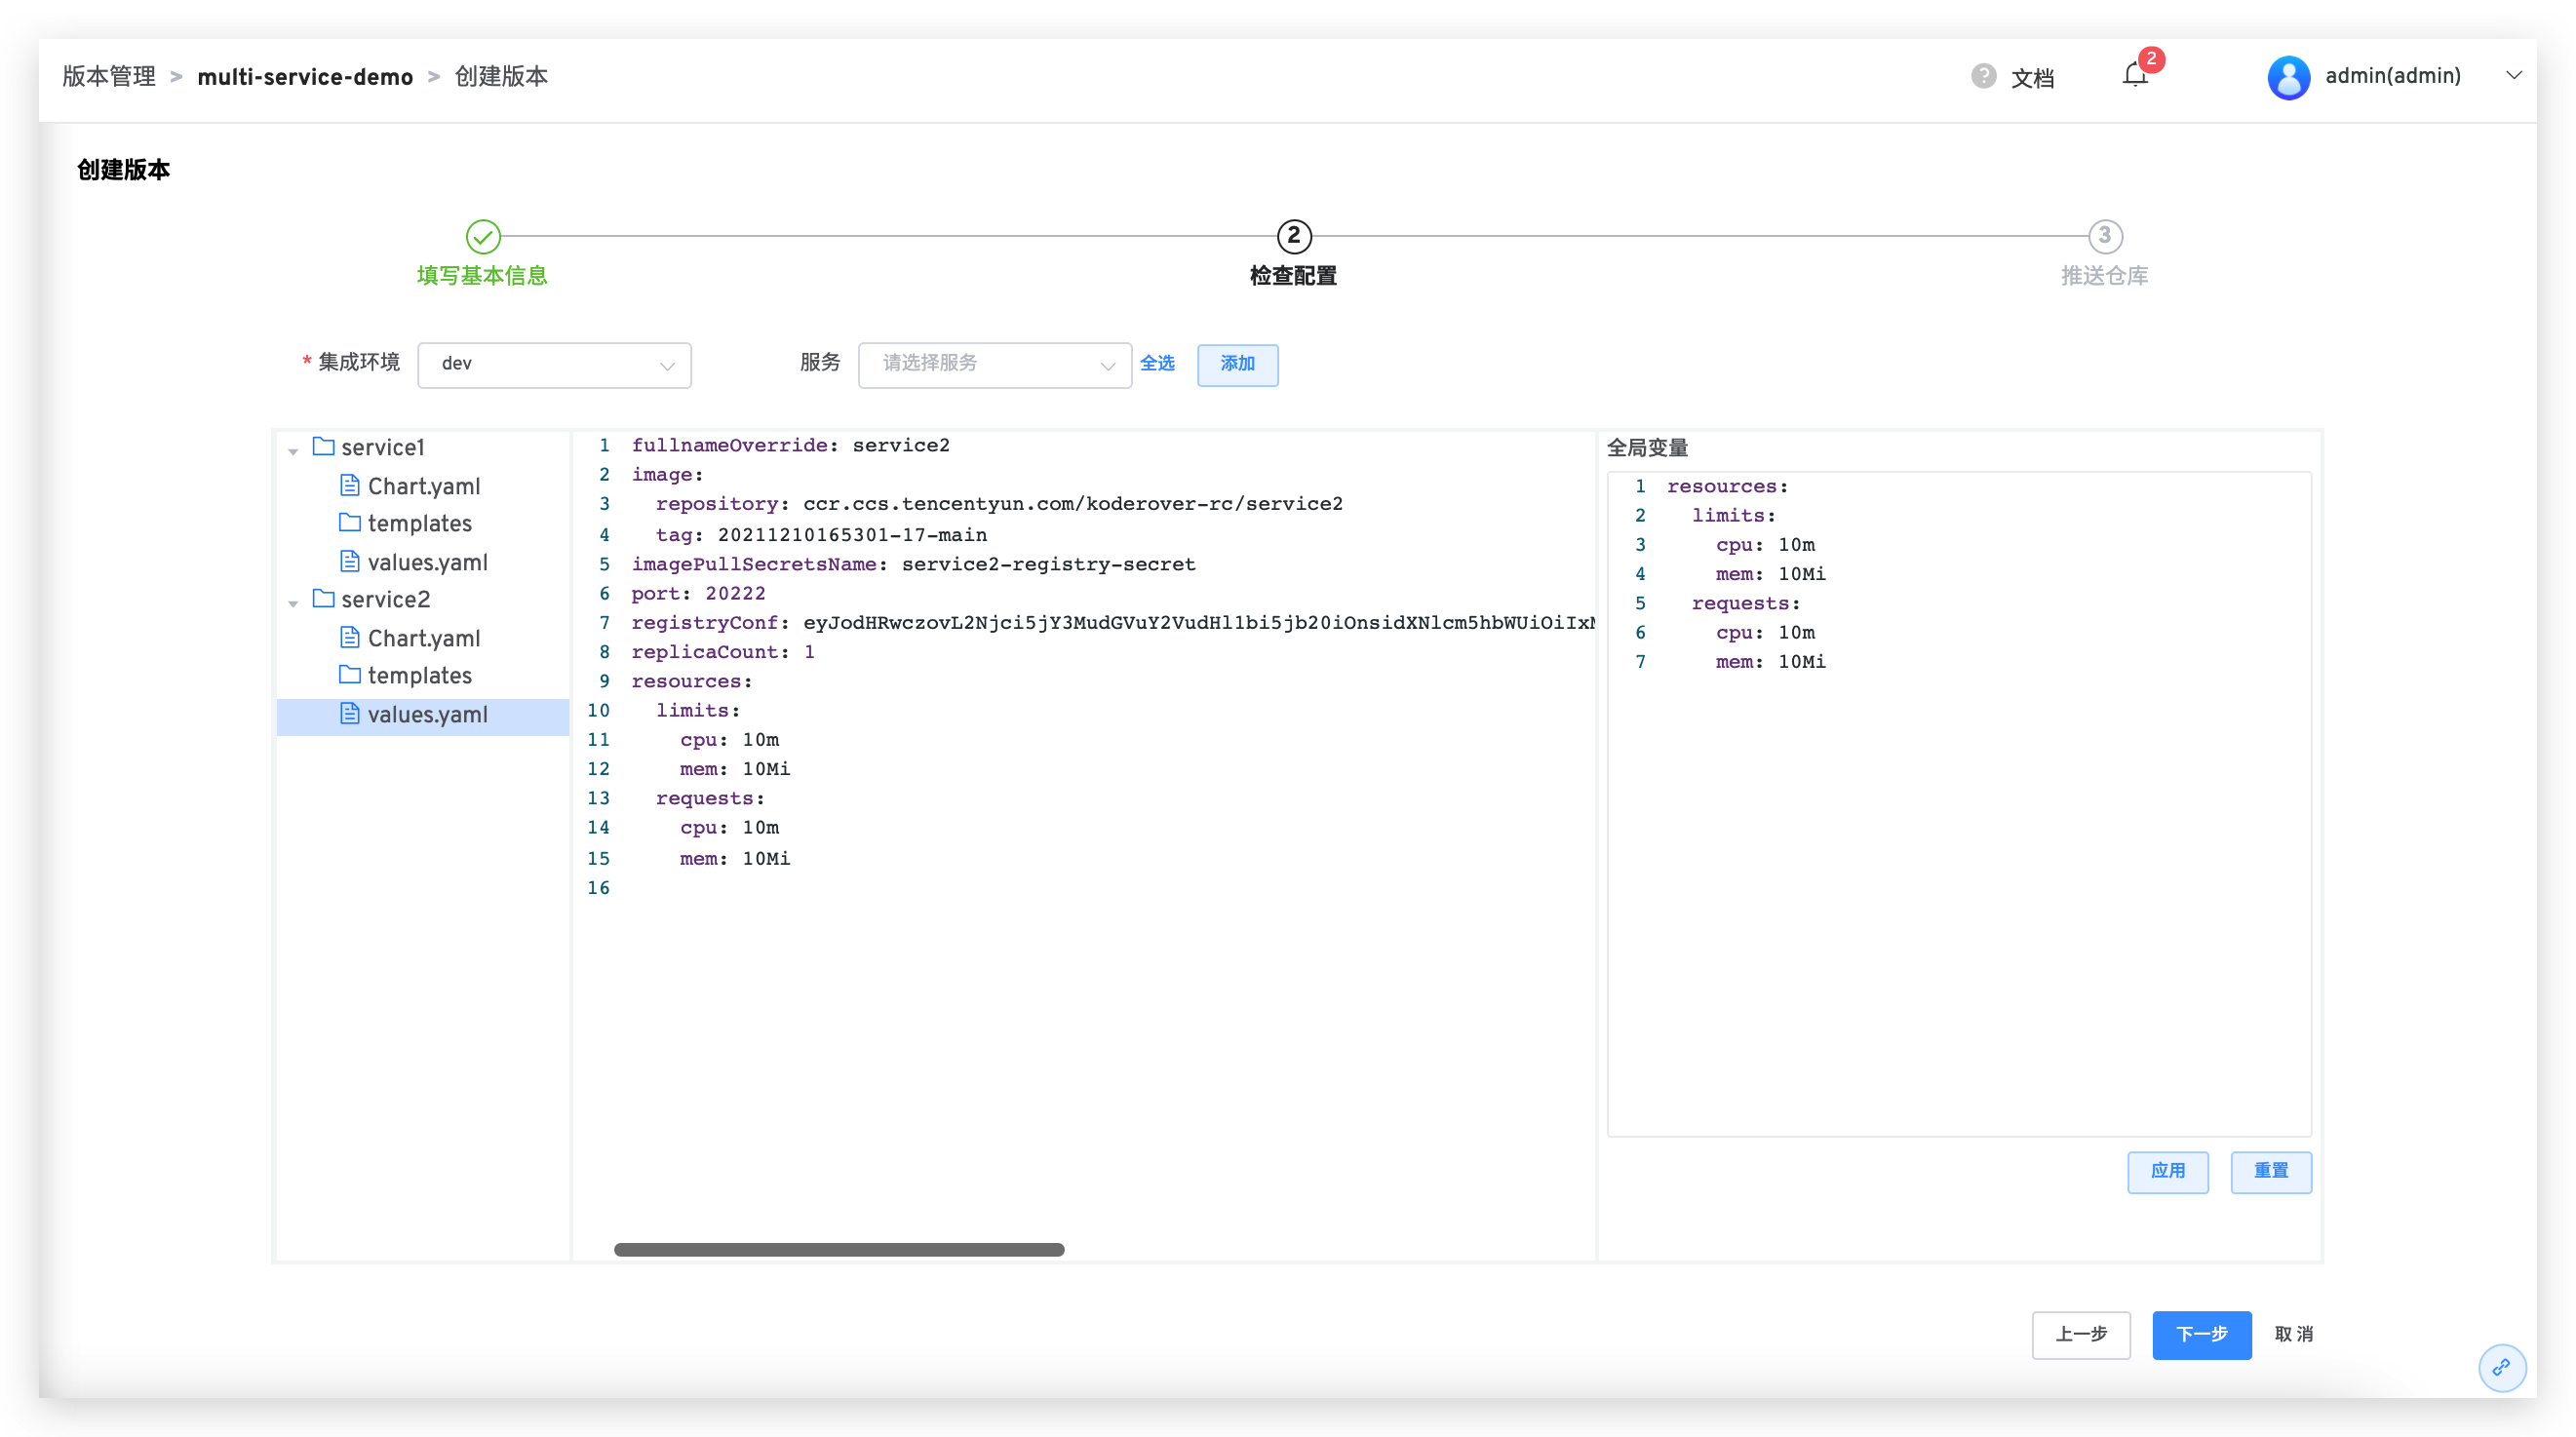 版本管理 > multi-service-demo > 创建版本
? 文档
2
admin(admin)
创建版本
2
3
填写基本信息
检查配置
推送仓库
* 集成环境 dev
服务 请选择服务 全选 添加
service1
Chart.yaml
templates
values.yaml
service2
Chart.yaml
templates
values.yaml
1 fullnameOverride: service2
2 image:
3 repository: ccr.ccs.tencentyun.com/koderover-rc/service2
4 tag: 20211210165301-17-main
5 imagePullSecretsName: service2-registry-secret
6 port: 20222
7 registryConf: eyJodHRwczovL2Njci5jY3MudGVuY2VudHl1bi5jb20iOnsidXNlcm5hbWUiOiIx
8 replicaCount: 1
9 resources:
10 limits:
11 cpu: 10m
12 mem: 10Mi
13 requests:
14 cpu: 10m
15 mem: 10Mi
16
全局变量
1 resources:
2 limits:
3 cpu: 10m
4 mem: 10Mi
5 requests:
6 cpu: 10m
7 mem: 10Mi
应用 重置
上一步 下一步 取消